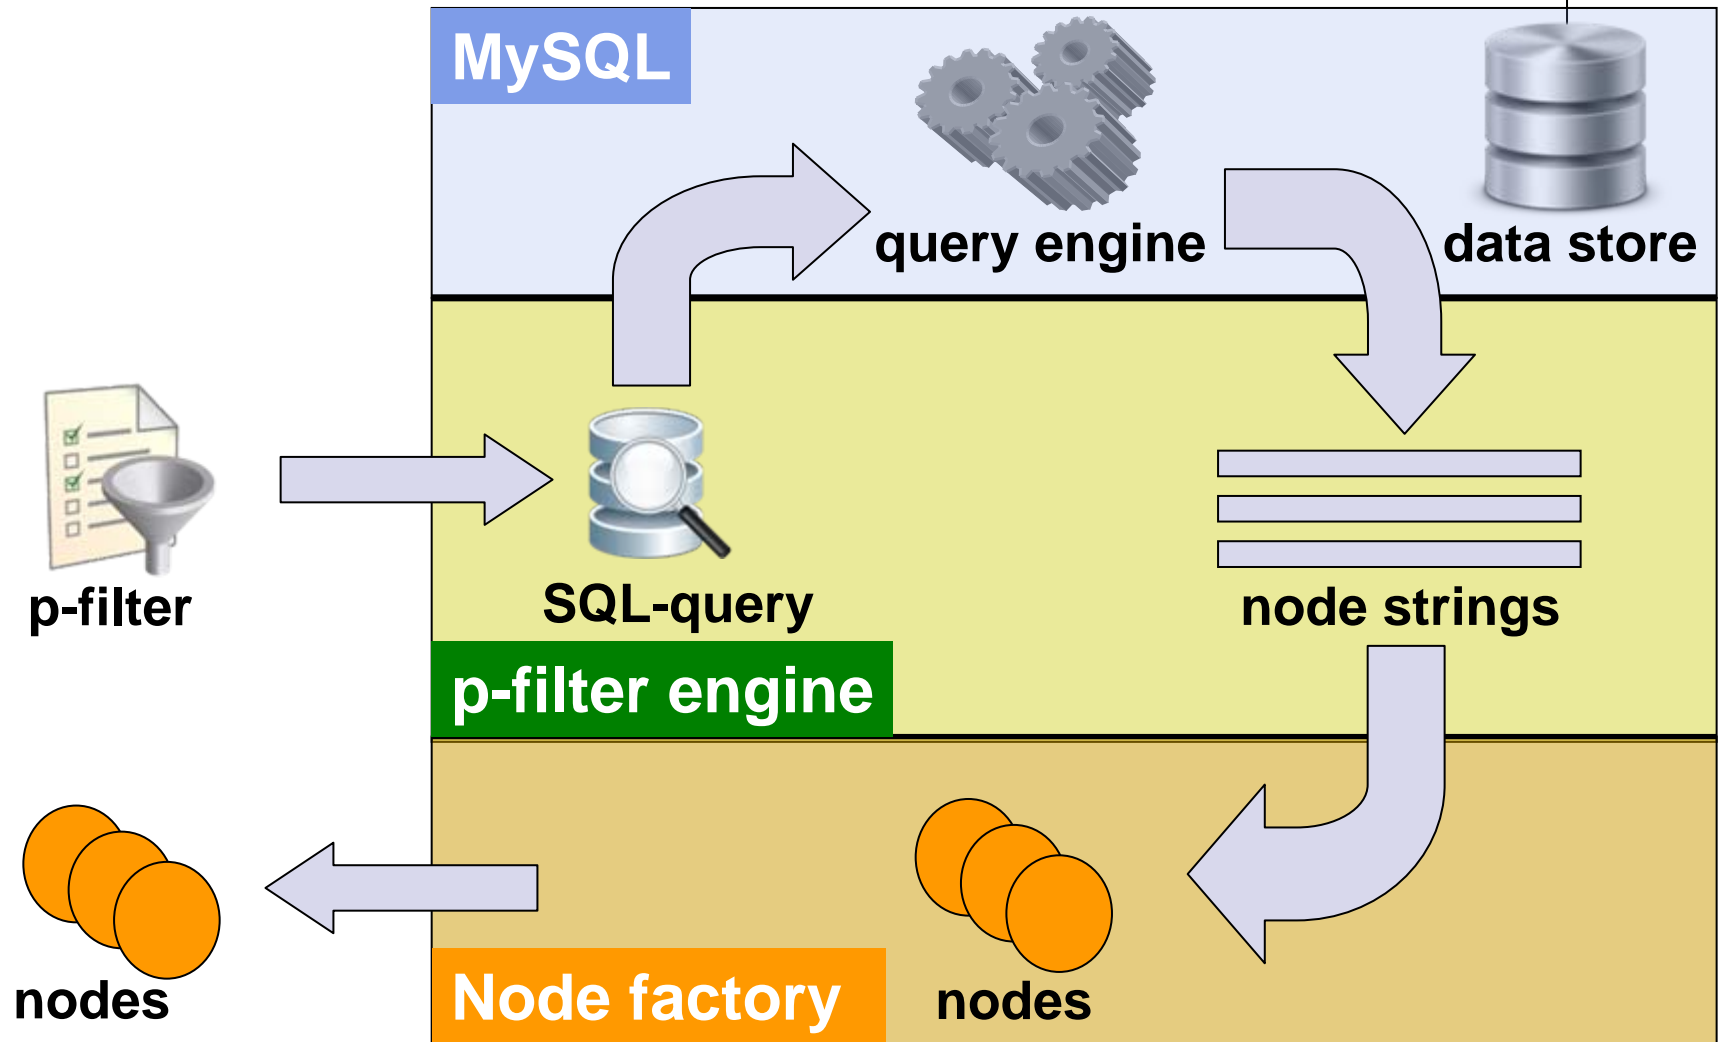 MySQL
query engine
data store
p-filter
SQL-query
node strings
p-filter engine
nodes
Node factory
nodes